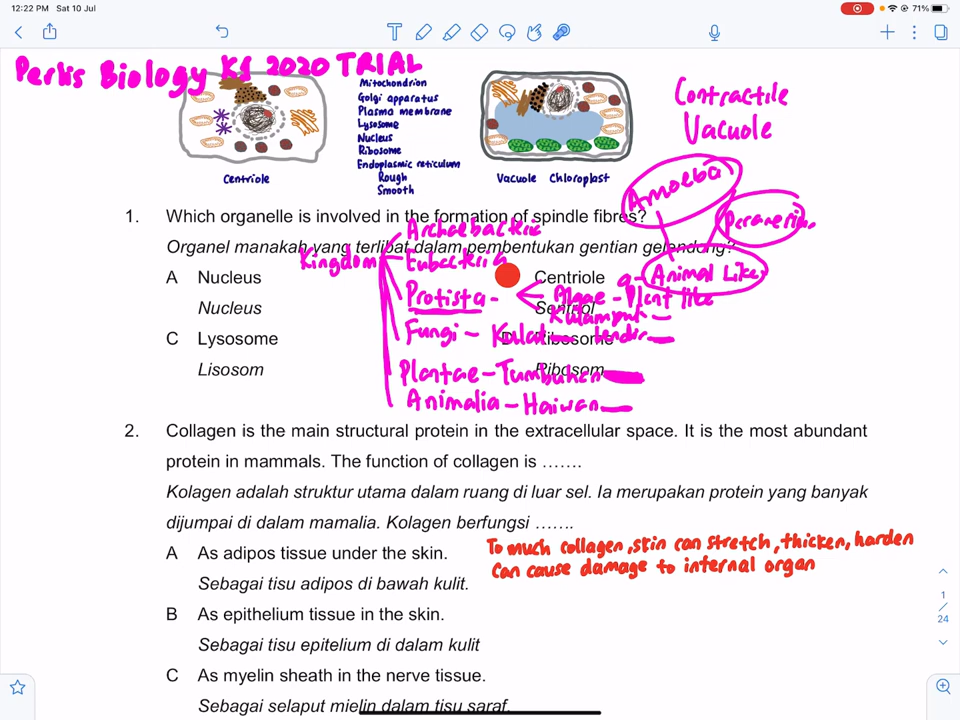 12:22 PM Sat 10 Jul
71%
Perlis Biology K1 2020 TRIAL
Mitochondrion
Golgi apparatus
Plasma membrane
Lysosome
Nucleus
Ribosome
Endoplasmic reticulum
Rough
Smooth
Centriole
Vacuole Chloroplast
Contractile
Vacuole
Amoeba
1. Which organelle is involved in the formation of spindle fibres?
Organel manakah yang terlibat dalam pembentukan gentian gelendong?
Kingdom
Archaebacteria
Eubacteria
Protista - Algae - Plant like
Animal Like
Kulampuk
Fungi - Kulat
lendir
Plantae - Tumbuhan
Animalia - Haiwan
A Nucleus
Nucleus
Centriole
Sentriol
C Lysosome
Lisosom
D Ribosome
Ribosom
2. Collagen is the main structural protein in the extracellular space. It is the most abundant
protein in mammals. The function of collagen is …….
Kolagen adalah struktur utama dalam ruang di luar sel. Ia merupakan protein yang banyak
dijumpai di dalam mamalia. Kolagen berfungsi …….
A As adipos tissue under the skin.
Sebagai tisu adipos di bawah kulit.
To much collagen, skin can stretch, thicken, harden
Can cause damage to internal organ
B As epithelium tissue in the skin.
Sebagai tisu epitelium di dalam kulit
C As myelin sheath in the nerve tissue.
Sebagai selaput mielin dalam tisu saraf.
1
/
24